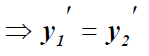 ⇒ y₁′ = y₂′